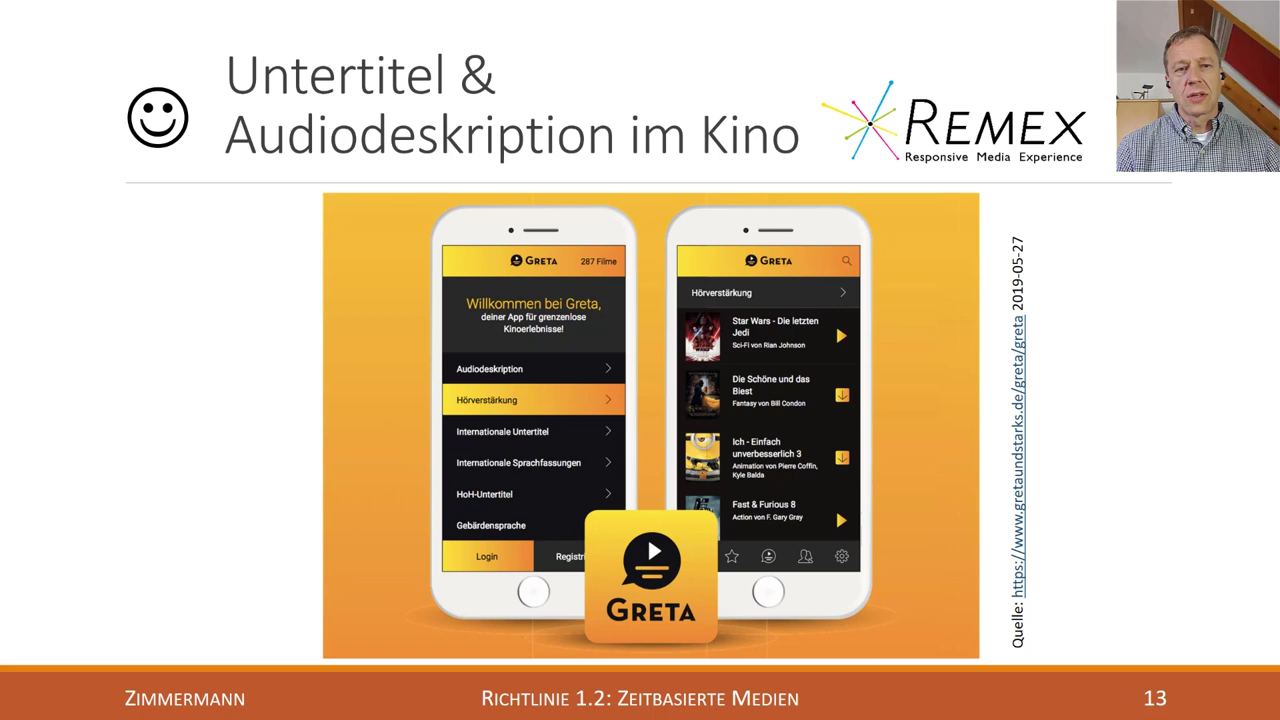 Untertitel &
Audiodeskription im Kino
REMEX
Responsive Media Experience
GRETA
287 Filme
Willkommen bei Greta,
deiner App für grenzenlose
Kinoerlebnisse!
Audiodeskription
Hörverstärkung
Internationale Untertitel
Internationale Sprachfassungen
HoH-Untertitel
Gebärdensprache
Login
Registri
GRETA
Hörverstärkung
Star Wars - Die letzten
Jedi
Sci-Fi von Rian Johnson
Die Schöne und das
Biest
Fantasy von Bill Condon
Ich - Einfach
unverbesserlich 3
Animation von Pierre Coffin,
Kyle Balda
Fast & Furious 8
Action von F. Gary Gray
GRETA
Quelle: https://www.gretaundstarks.de/greta/greta 2019-05-27
ZIMMERMANN
RICHTLINIE 1.2: ZEITBASIERTE MEDIEN
13